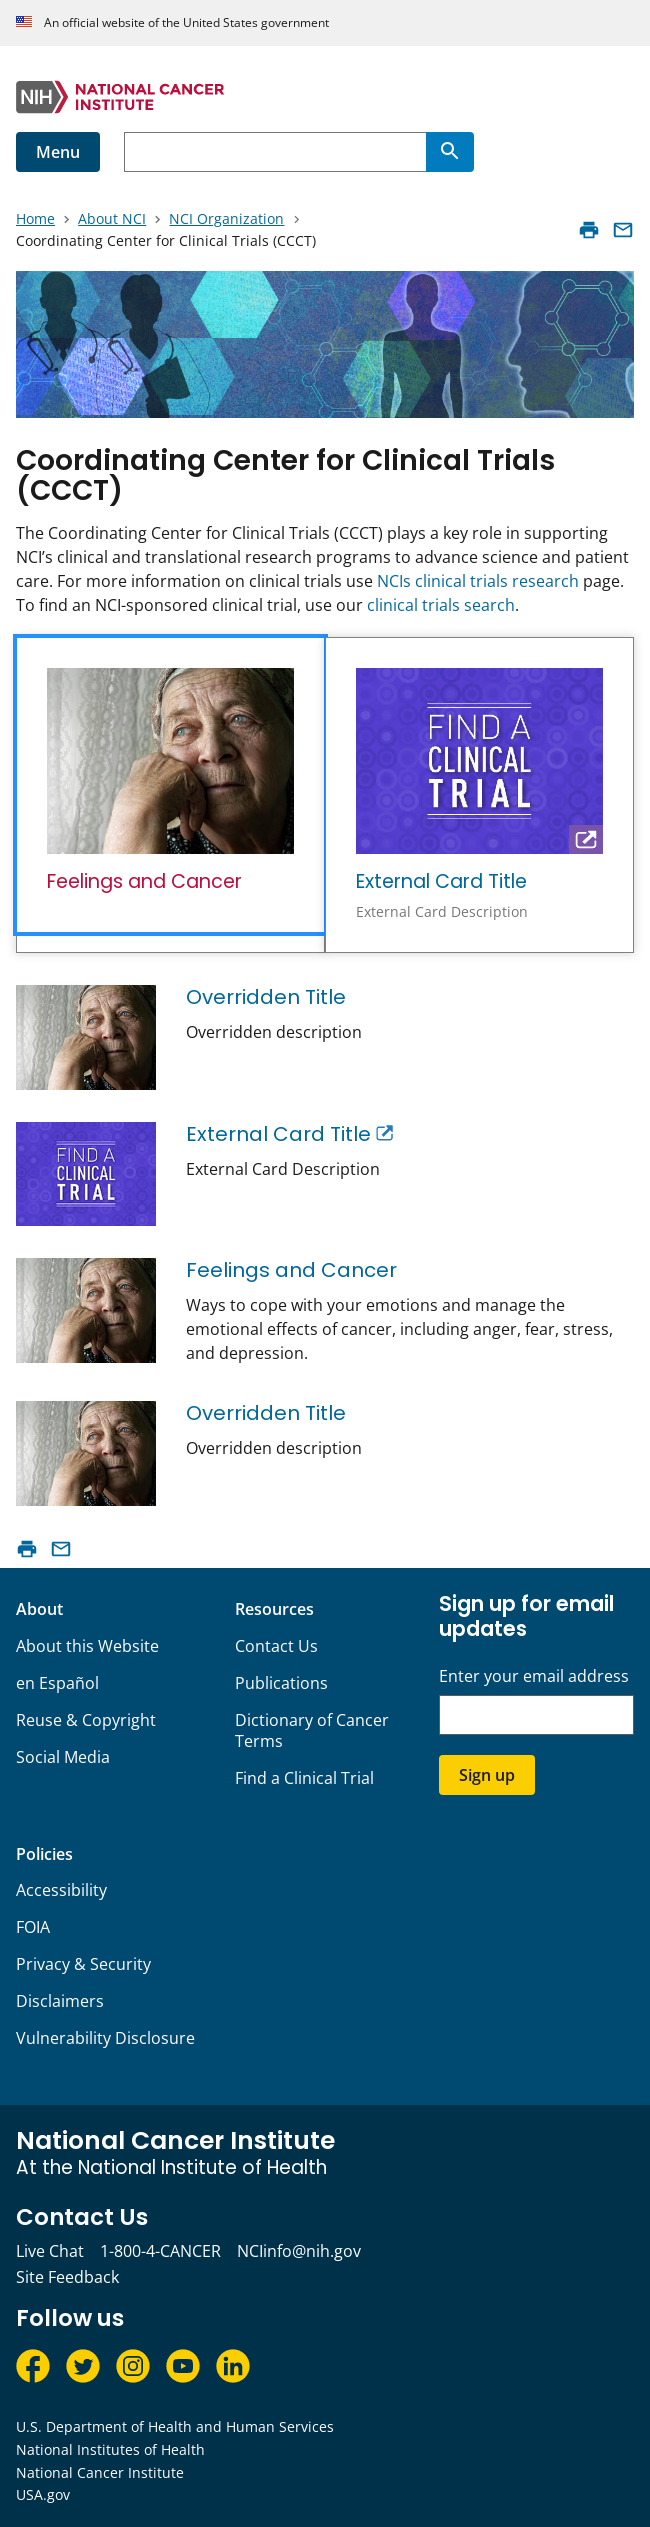 An official website of the United States government
NIH
NATIONAL CANCER
INSTITUTE
Menu
Home
About NCI
NCI Organization
Coordinating Center for Clinical Trials (CCCT)
Coordinating Center for Clinical Trials
(CCCT)
The Coordinating Center for Clinical Trials (CCCT) plays a key role in supporting
NCI’s clinical and translational research programs to advance science and patient
care. For more information on clinical trials use NCIs clinical trials research page.
To find an NCI-sponsored clinical trial, use our clinical trials search.
Feelings and Cancer
FIND A
CLINICAL
TRIAL
External Card Title
External Card Description
Overridden Title
Overridden description
FIND A
CLINICAL
TRIAL
External Card Title
External Card Description
Feelings and Cancer
Ways to cope with your emotions and manage the
emotional effects of cancer, including anger, fear, stress,
and depression.
Overridden Title
Overridden description
About
About this Website
en Español
Reuse & Copyright
Social Media
Resources
Contact Us
Publications
Dictionary of Cancer
Terms
Find a Clinical Trial
Sign up for email
updates
Enter your email address
Sign up
Policies
Accessibility
FOIA
Privacy & Security
Disclaimers
Vulnerability Disclosure
National Cancer Institute
At the National Institute of Health
Contact Us
Live Chat 1-800-4-CANCER NCIinfo@nih.gov
Site Feedback
Follow us
U.S. Department of Health and Human Services
National Institutes of Health
National Cancer Institute
USA.gov